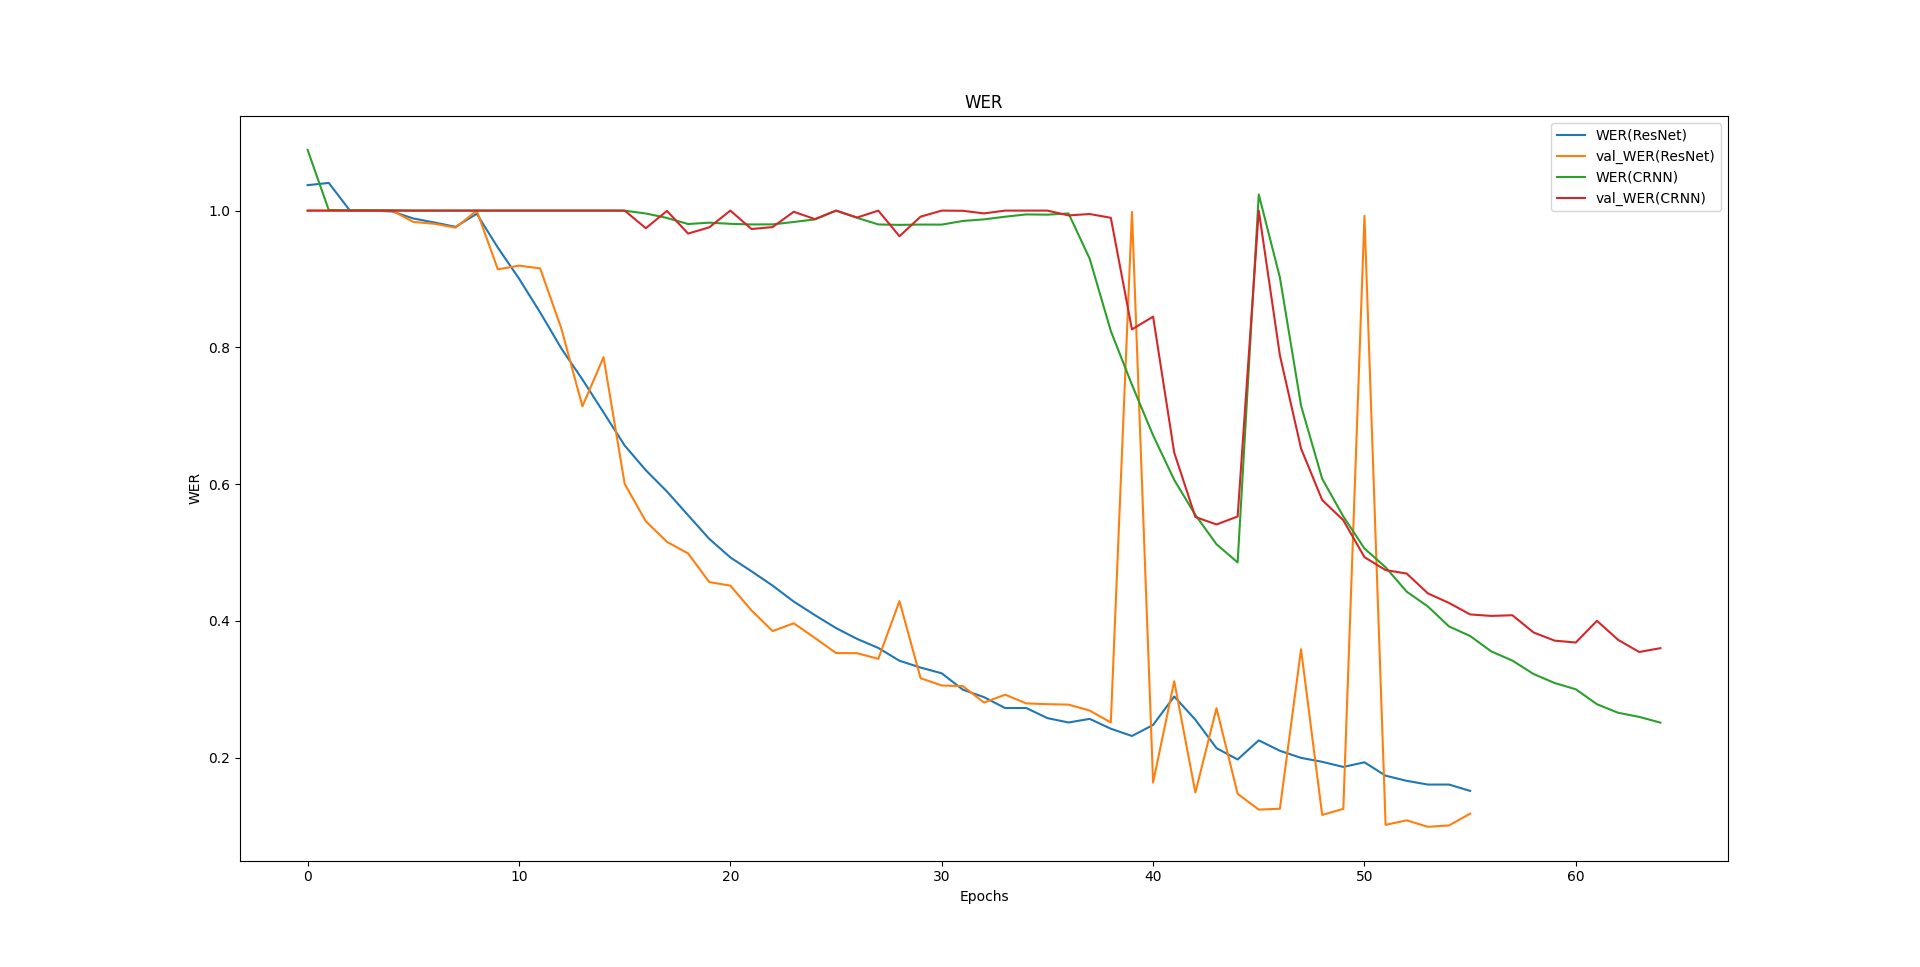 WER
WER(ResNet)
val_WER(ResNet)
WER(CRNN)
val_WER(CRNN)
1.0
0.8
0.6
0.4
0.2
WER
0 10 20 30 40 50 60
Epochs